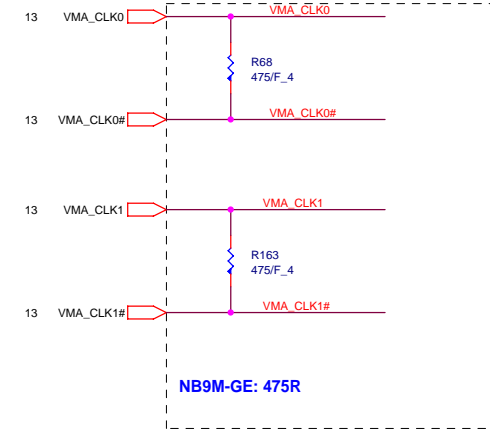 13 VMA_CLK0 VMA_CLK0
R68
475/F_4
13 VMA_CLK0# VMA_CLK0#
13 VMA_CLK1 VMA_CLK1
R163
475/F_4
13 VMA_CLK1# VMA_CLK1#
NB9M-GE: 475R